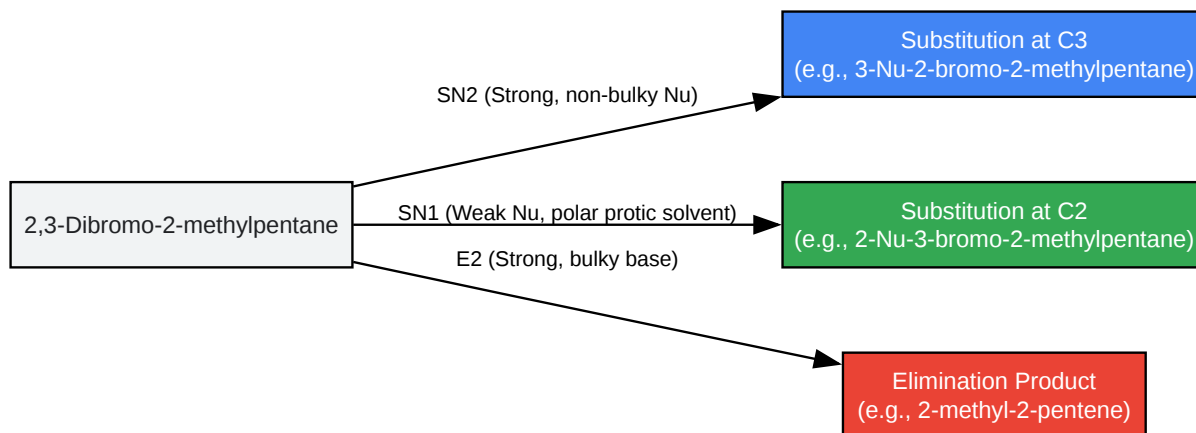 Substitution at C3
(e.g., 3-Nu-2-bromo-2-methylpentane)
SN2 (Strong, non-bulky Nu)
2,3-Dibromo-2-methylpentane
SN1 (Weak Nu, polar protic solvent)
Substitution at C2
(e.g., 2-Nu-3-bromo-2-methylpentane)
E2 (Strong, bulky base)
Elimination Product
(e.g., 2-methyl-2-pentene)